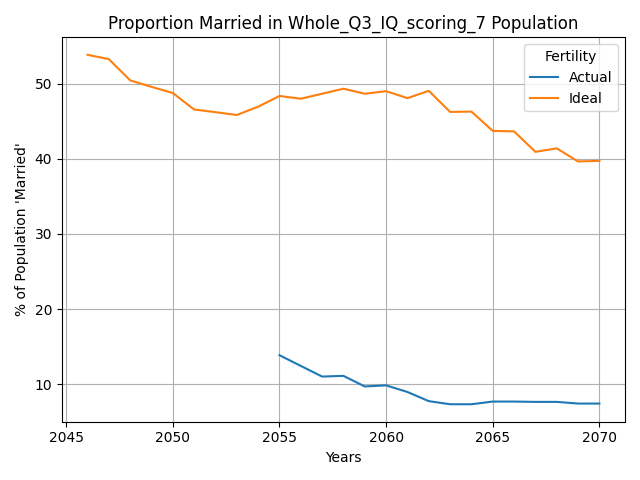 Proportion Married in Whole_Q3_IQ_scoring_7 Population
Fertility
Actual
Ideal
% of Population 'Married'
50
40
30
20
10
2045 2050 2055 2060 2065 2070
Years